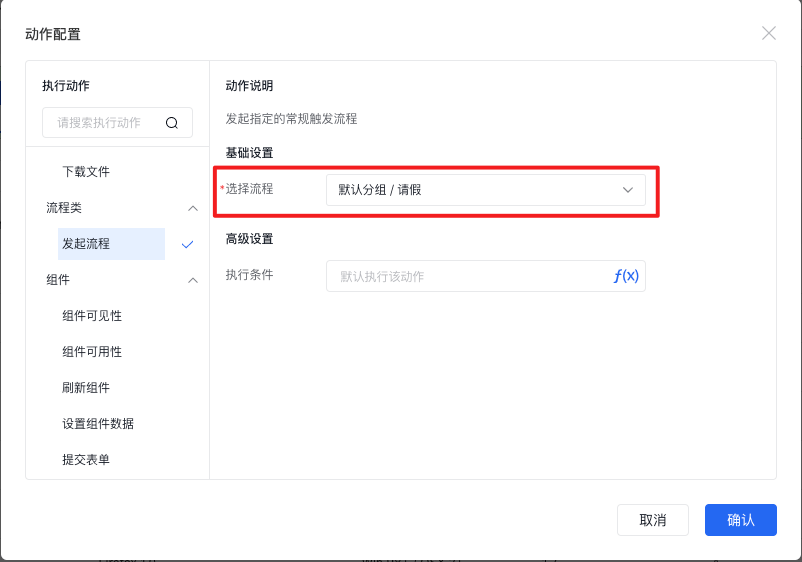 动作配置
执行动作
请搜索执行动作
下载文件
流程类
发起流程
组件
组件可见性
组件可用性
刷新组件
设置组件数据
提交表单
动作说明
发起指定的常规触发流程
基础设置
*选择流程
默认分组 / 请假
高级设置
执行条件
默认执行该动作
ƒ(x)
取消
确认